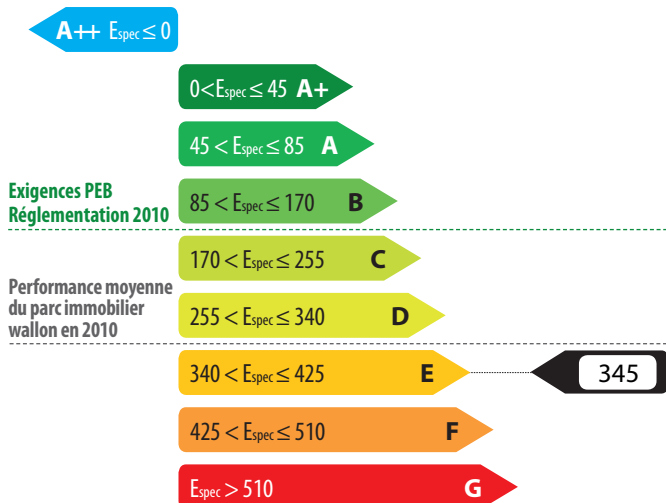 A++ Espec ≤ 0
0<Espec ≤ 45 A+
45 < Espec ≤ 85 A
Exigences PEB
Réglementation 2010
85 < Espec ≤ 170 B
170 < Espec ≤ 255 C
Performance moyenne
du parc immobilier
wallon en 2010
255 < Espec ≤ 340 D
340 < Espec ≤ 425 E
345
425 < Espec ≤ 510 F
Espec > 510 G